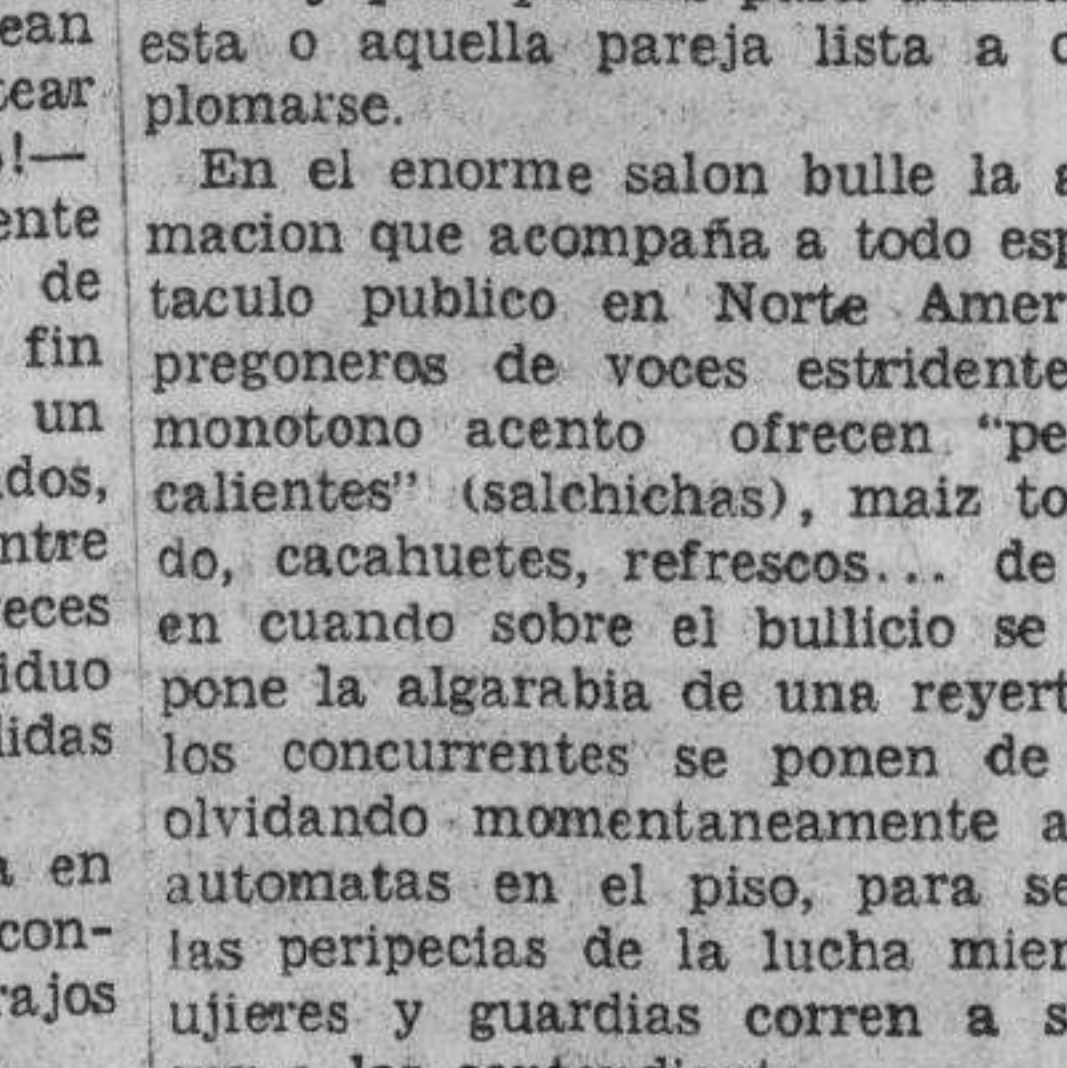 ean
tear
!—
ente
de
fin
un
dos,
ntre
eces
iduo
lidas
a en
con-
rajos
esta o aquella pareja lista a
plomarse.
En el enorme salon bulle la a
macion que acompaña a todo esp
taculo publico en Norte Amer
pregoneros de voces estridente
monotono acento ofrecen “pe
calientes” (salchichas), maiz to
do, cacahuetes, refrescos... de
en cuando sobre el bullicio se
pone la algarabia de una reyert
los concurrentes se ponen de
olvidando momentaneamente a
automatas en el piso, para se
las peripecias de la lucha mier
ujieres y guardias corren a s